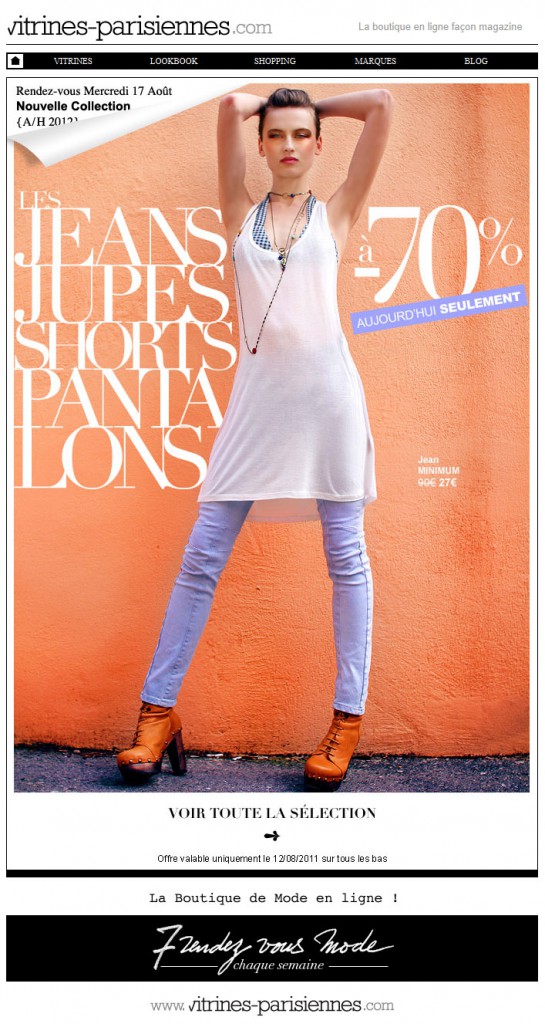 vitrines-parisiennes.com
La boutique en ligne façon magazine
VITRINES LOOKBOOK SHOPPING MARQUES BLOG
Rendez-vous Mercredi 17 Août
Nouvelle Collection
{A/H 2012}
LES
JEANS
JUPES
SHORTS
PANTA
LONS
à
-70%
AUJOURD'HUI SEULEMENT
Jean
MINIMUM
90€ 27€
VOIR TOUTE LA SÉLECTION
Offre valable uniquement le 12/08/2011 sur tous les bas
La Boutique de Mode en ligne !
7 rendez vous Mode
chaque semaine
www.vitrines-parisiennes.com